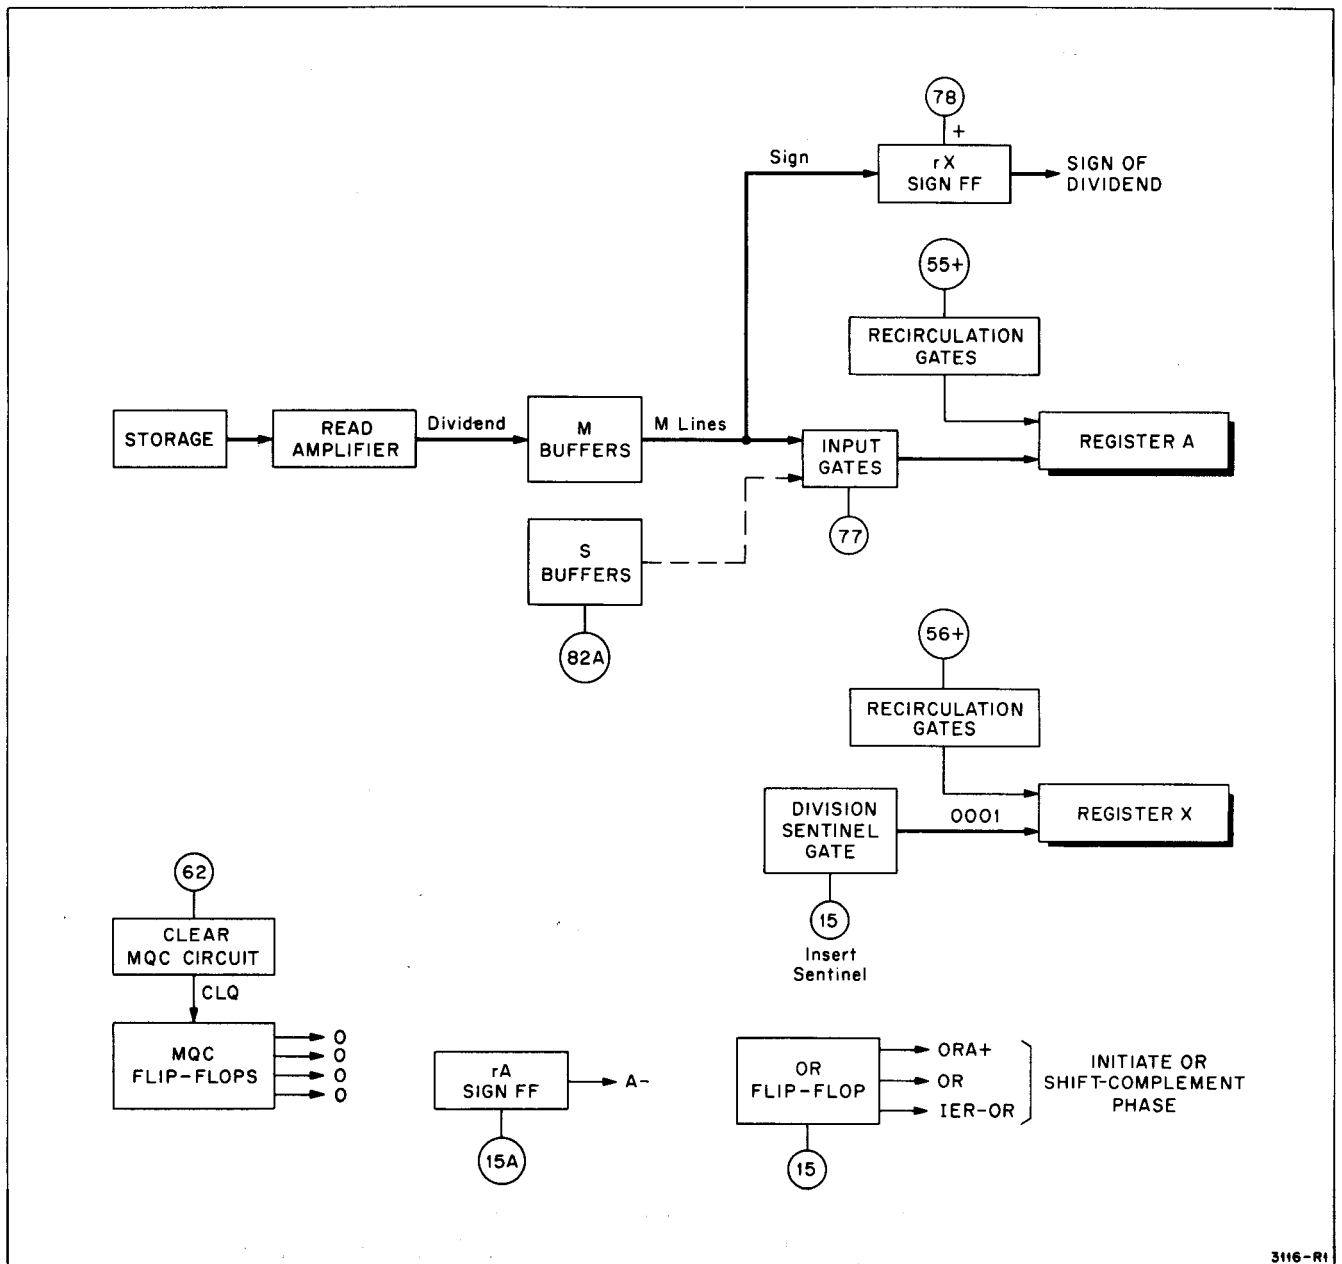 78
+
Sign
rX
SIGN FF
SIGN OF
DIVIDEND
55+
RECIRCULATION
GATES
STORAGE
READ
AMPLIFIER
Dividend
M
BUFFERS
M Lines
INPUT
GATES
REGISTER A
77
S
BUFFERS
82A
56+
RECIRCULATION
GATES
DIVISION
SENTINEL
GATE
0001
REGISTER X
15
Insert
Sentinel
62
CLEAR
MQC CIRCUIT
CLQ
MQC
FLIP-FLOPS
0
0
0
0
rA
SIGN FF
A-
15A
OR
FLIP-FLOP
ORA+
OR
IER-OR
INITIATE OR
SHIFT-COMPLEMENT
PHASE
15
3116-R1